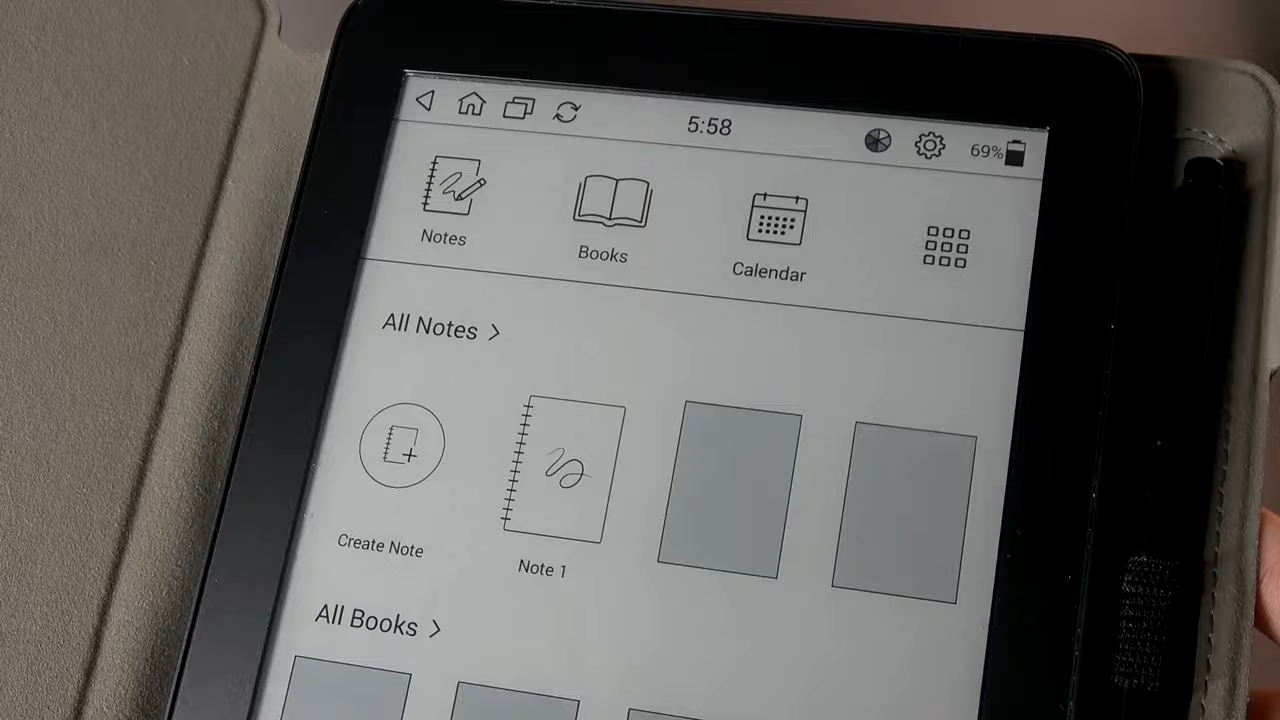 5:58
69%
Notes
Books
Calendar
All Notes >
Create Note
Note 1
All Books >